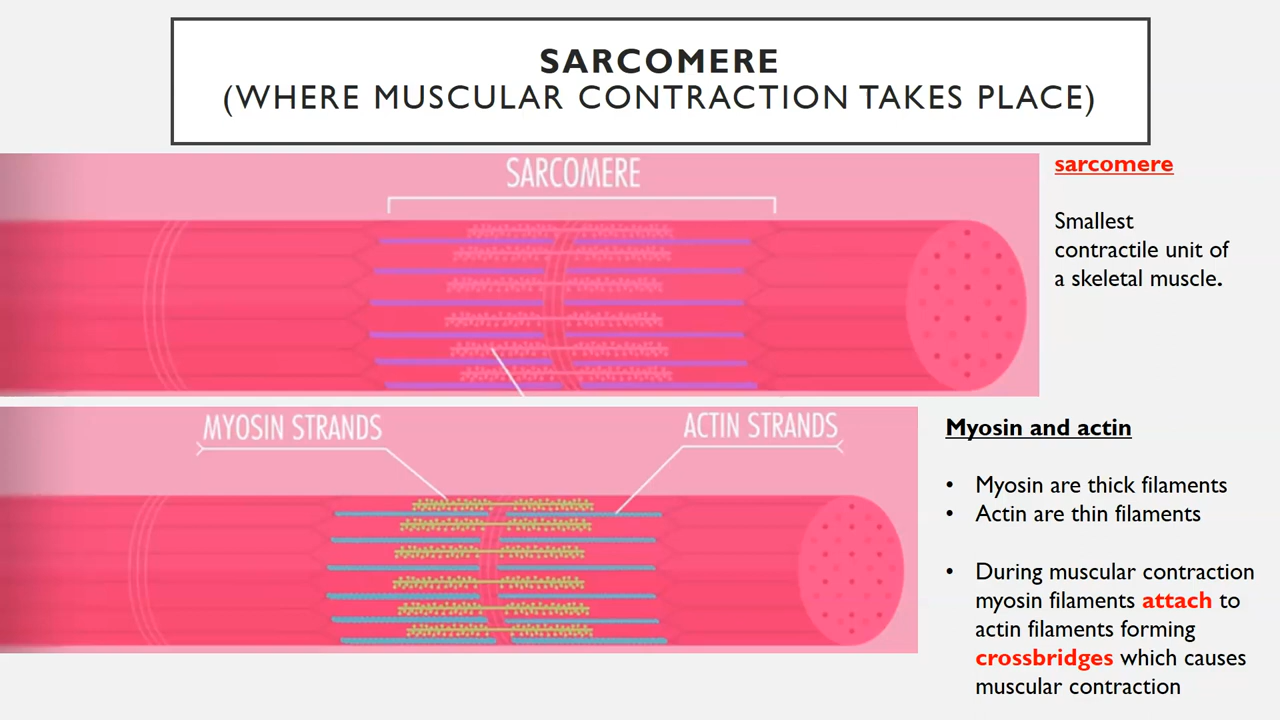 SARCOMERE
(WHERE MUSCULAR CONTRACTION TAKES PLACE)
SARCOMERE
sarcomere
Smallest
contractile unit of
a skeletal muscle.
MYOSIN STRANDS
ACTIN STRANDS
Myosin and actin
• Myosin are thick filaments
• Actin are thin filaments
• During muscular contraction
myosin filaments attach to
actin filaments forming
crossbridges which causes
muscular contraction